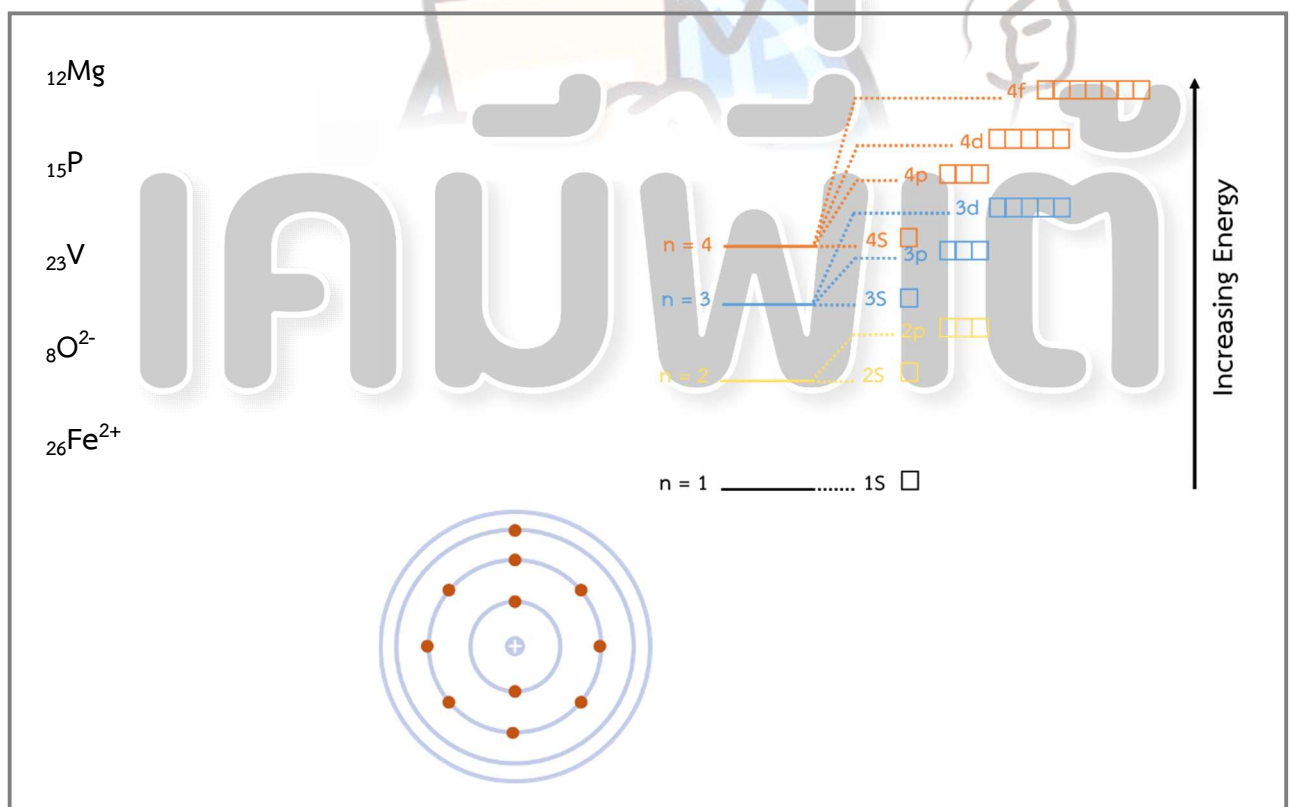 ₁₂Mg
₁₅P
₂₃V
₈O²⁻
₂₆Fe²⁺
เคมีพี่เต้
4f
4d
4p
3d
n = 4 4S
3p
n = 3 3S
2p
n = 2 2S
n = 1 1S
Increasing Energy
+